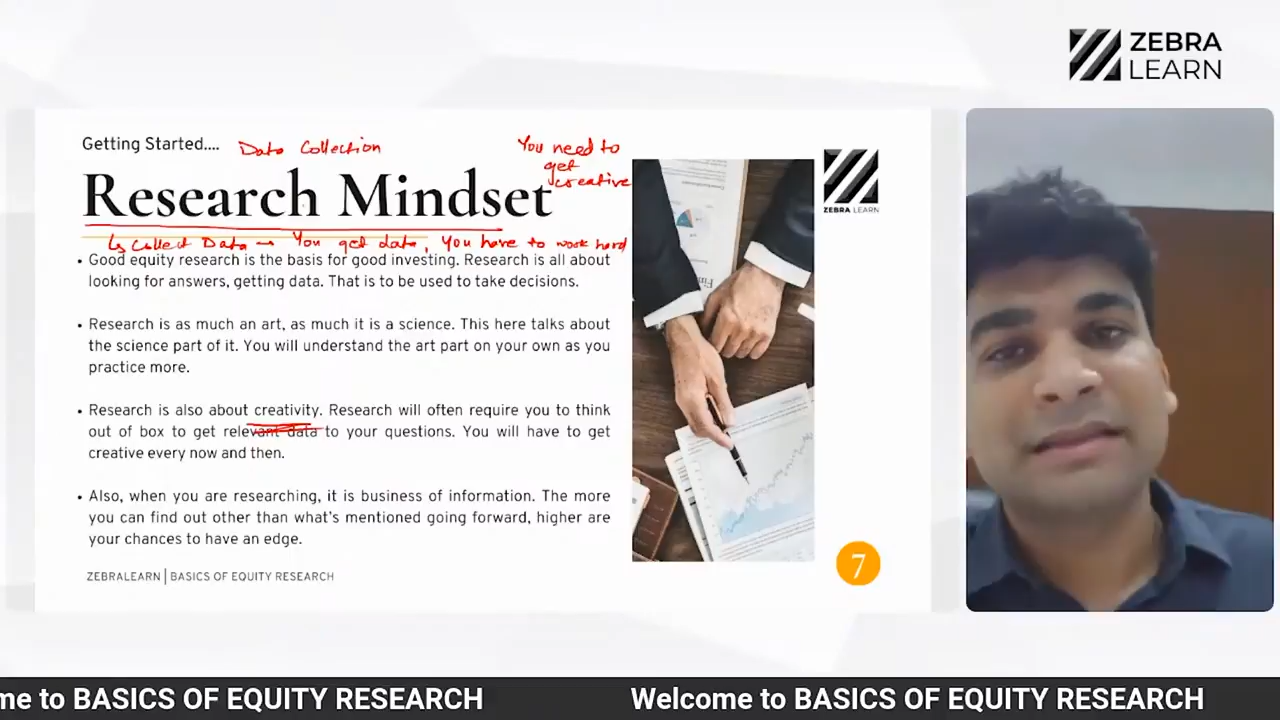 ZEBRA
LEARN
Getting Started....
Data Collection
You need to
get
creative
Research Mindset
ZEBRA LEARN
↳ Collect Data → You get data, You have to work hard
• Good equity research is the basis for good investing. Research is all about
looking for answers, getting data. That is to be used to take decisions.
• Research is as much an art, as much it is a science. This here talks about
the science part of it. You will understand the art part on your own as you
practice more.
• Research is also about creativity. Research will often require you to think
out of box to get relevant data to your questions. You will have to get
creative every now and then.
• Also, when you are researching, it is business of information. The more
you can find out other than what's mentioned going forward, higher are
your chances to have an edge.
ZEBRALEARN | BASICS OF EQUITY RESEARCH
7
me to BASICS OF EQUITY RESEARCH
Welcome to BASICS OF EQUITY RESEARCH